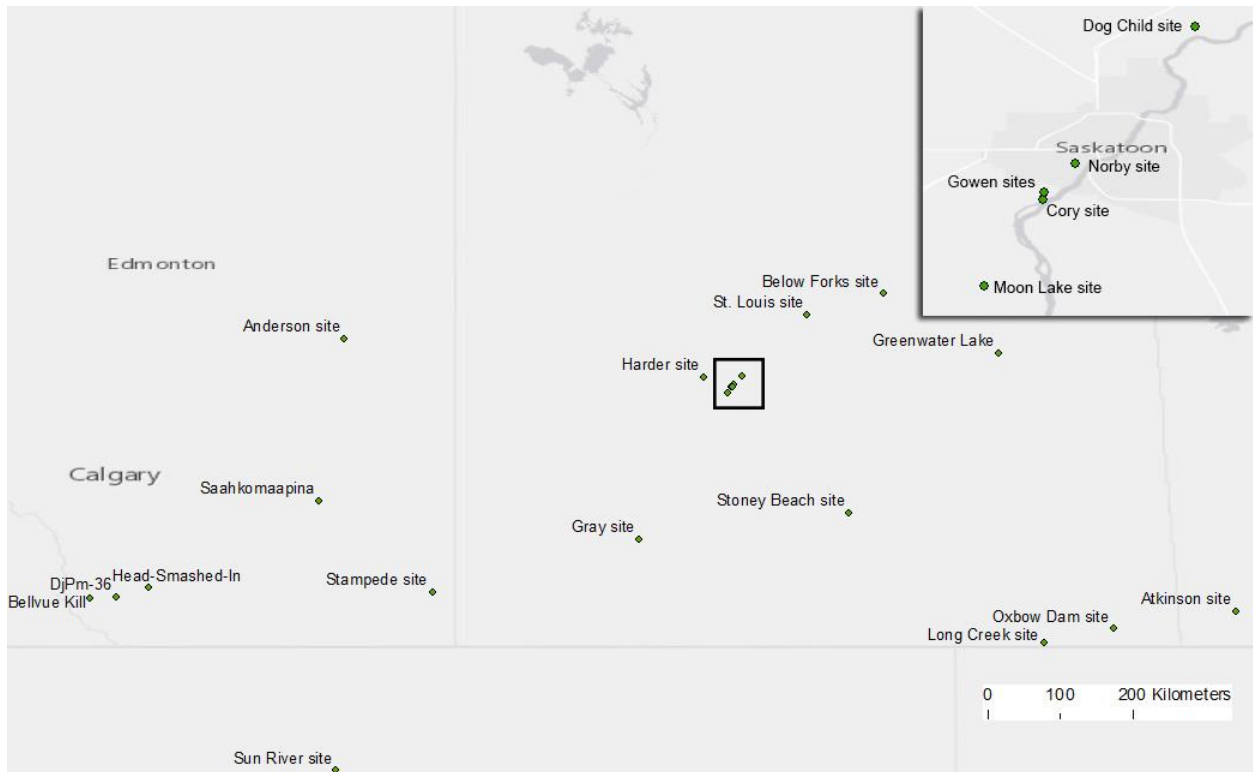 Dog Child site
Saskatoon
Norby site
Gowen sites
Cory site
Moon Lake site
Edmonton
Below Forks site
St. Louis site
Anderson site
Greenwater Lake
Harder site
Calgary
Saahkomaapina
Stoney Beach site
Gray site
Head-Smashed-In
DjPm-36
Stampede site
Bellvue Kill
Atkinson site
Oxbow Dam site
Long Creek site
0 100 200 Kilometers
Sun River site